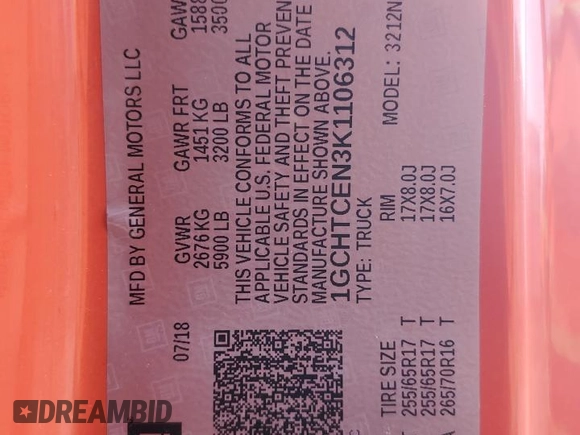 MFD BY GENERAL MOTORS LLC
07/18
GVWR GAWR FRT
2676 KG 1451 KG
5900 LB 3200 LB
THIS VEHICLE CONFORMS TO ALL
APPLICABLE U.S. FEDERAL MOTOR
VEHICLE SAFETY AND THEFT
STANDARDS IN EFFECT ON THE DATE
MANUFACTURE SHOWN ABOVE.
1GCHTCEN3K1106312
TYPE: TRUCK MODEL:
TIRE SIZE RIM
255/65R17 T 17X8.0J
255/65R17 T 17X8.0J
265/70R16 T 16X7.0J
DREAMBID